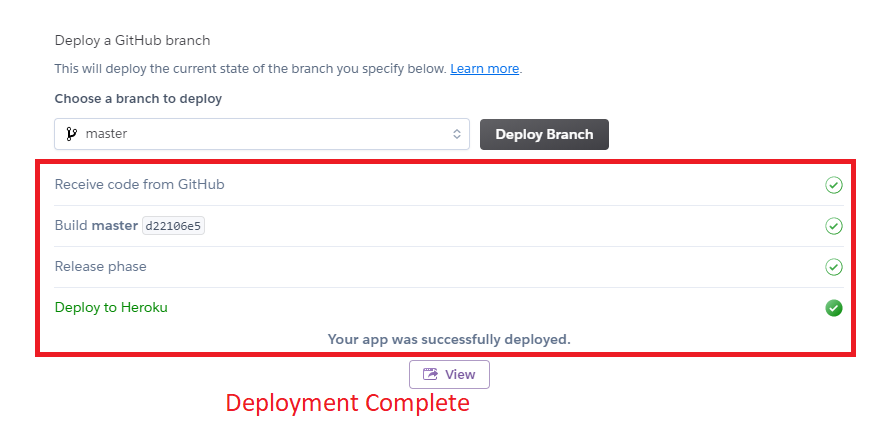 Deploy a GitHub branch
This will deploy the current state of the branch you specify below. Learn more.
Choose a branch to deploy
master
Deploy Branch
Receive code from GitHub
Build master d22106e5
Release phase
Deploy to Heroku
Your app was successfully deployed.
View
Deployment Complete